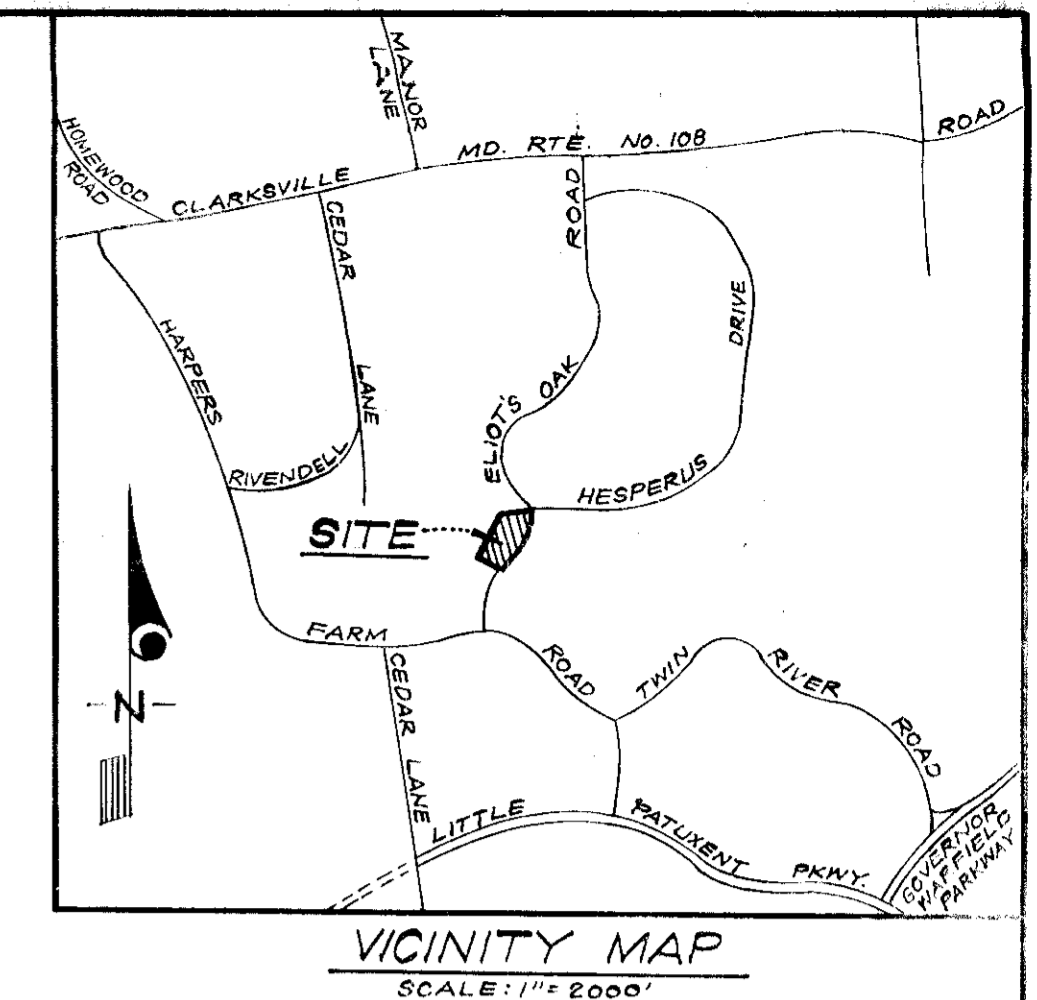 MANOR
LANE
HOMEWOOD
ROAD
CLARKSVILLE
MD. RTE. NO. 108
ROAD
CEDAR
LANE
ROAD
DRIVE
HARPERS
ELIOT'S OAK
RIVENDELL
HESPERUS
SITE
FARM
ROAD
TWIN
RIVER
ROAD
N
CEDAR
LANE
LITTLE
PATUXENT
PKWY.
GOVERNOR
WARFIELD
PARKWAY
VICINITY MAP
SCALE: 1" = 2000'